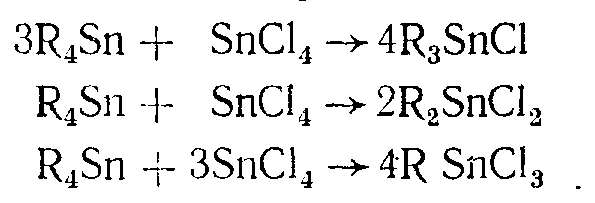 3R₄Sn + SnCl₄ → 4R₃SnCl
R₄Sn + SnCl₄ → 2R₂SnCl₂
R₄Sn + 3SnCl₄ → 4R SnCl₃ .